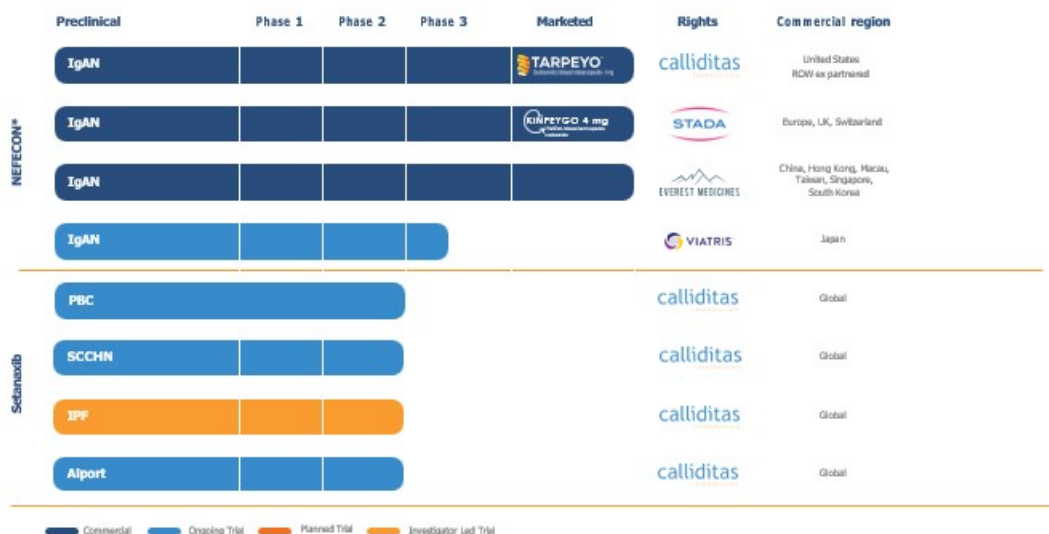 Preclinical Phase 1 Phase 2 Phase 3 Marketed Rights Commercial region
NEFECON*
IgAN TARPEYO calliditas United States
ROW ex partnered
IgAN KINPEYGO 4 mg STADA Europe, UK, Switzerland
IgAN EVEREST MEDICINES China, Hong Kong, Macau,
Taiwan, Singapore,
South Korea
IgAN VIATRIS Japan
Setanaxib
PBC calliditas Global
SCCHN calliditas Global
IPF calliditas Global
Alport calliditas Global
Commercial Ongoing Trial Planned Trial Investigator Led Trial